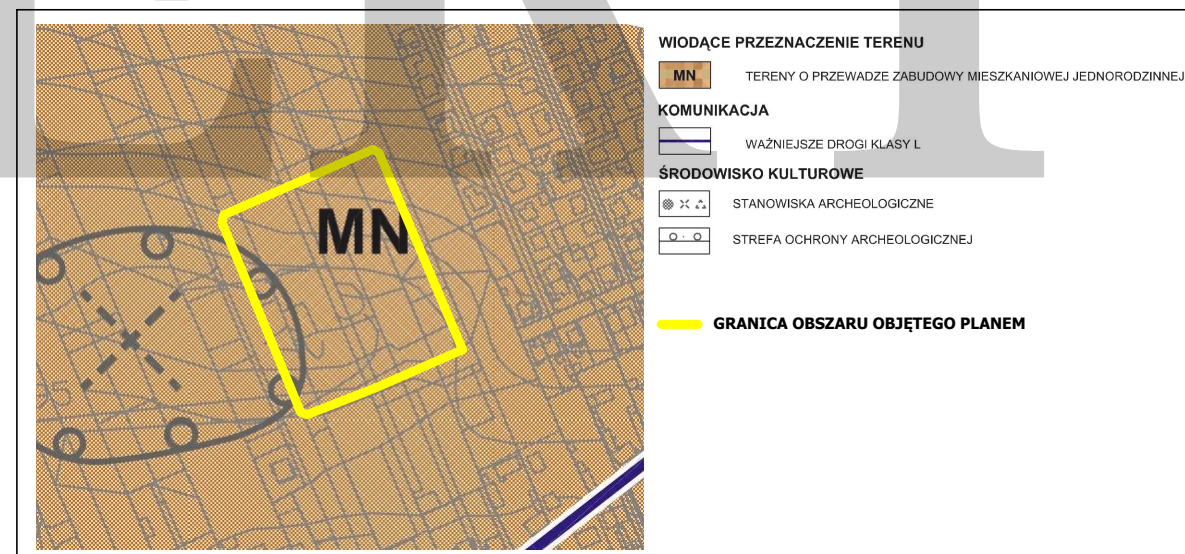 WIODĄCE PRZEZNACZENIE TERENU
MN TERENY O PRZEWADZE ZABUDOWY MIESZKANIOWEJ JEDNORODZINNEJ
KOMUNIKACJA
WAŻNIEJSZE DROGI KLASY L
ŚRODOWISKO KULTUROWE
STANOWISKA ARCHEOLOGICZNE
STREFA OCHRONY ARCHEOLOGICZNEJ
GRANICA OBSZARU OBJĘTEGO PLANEM
MN